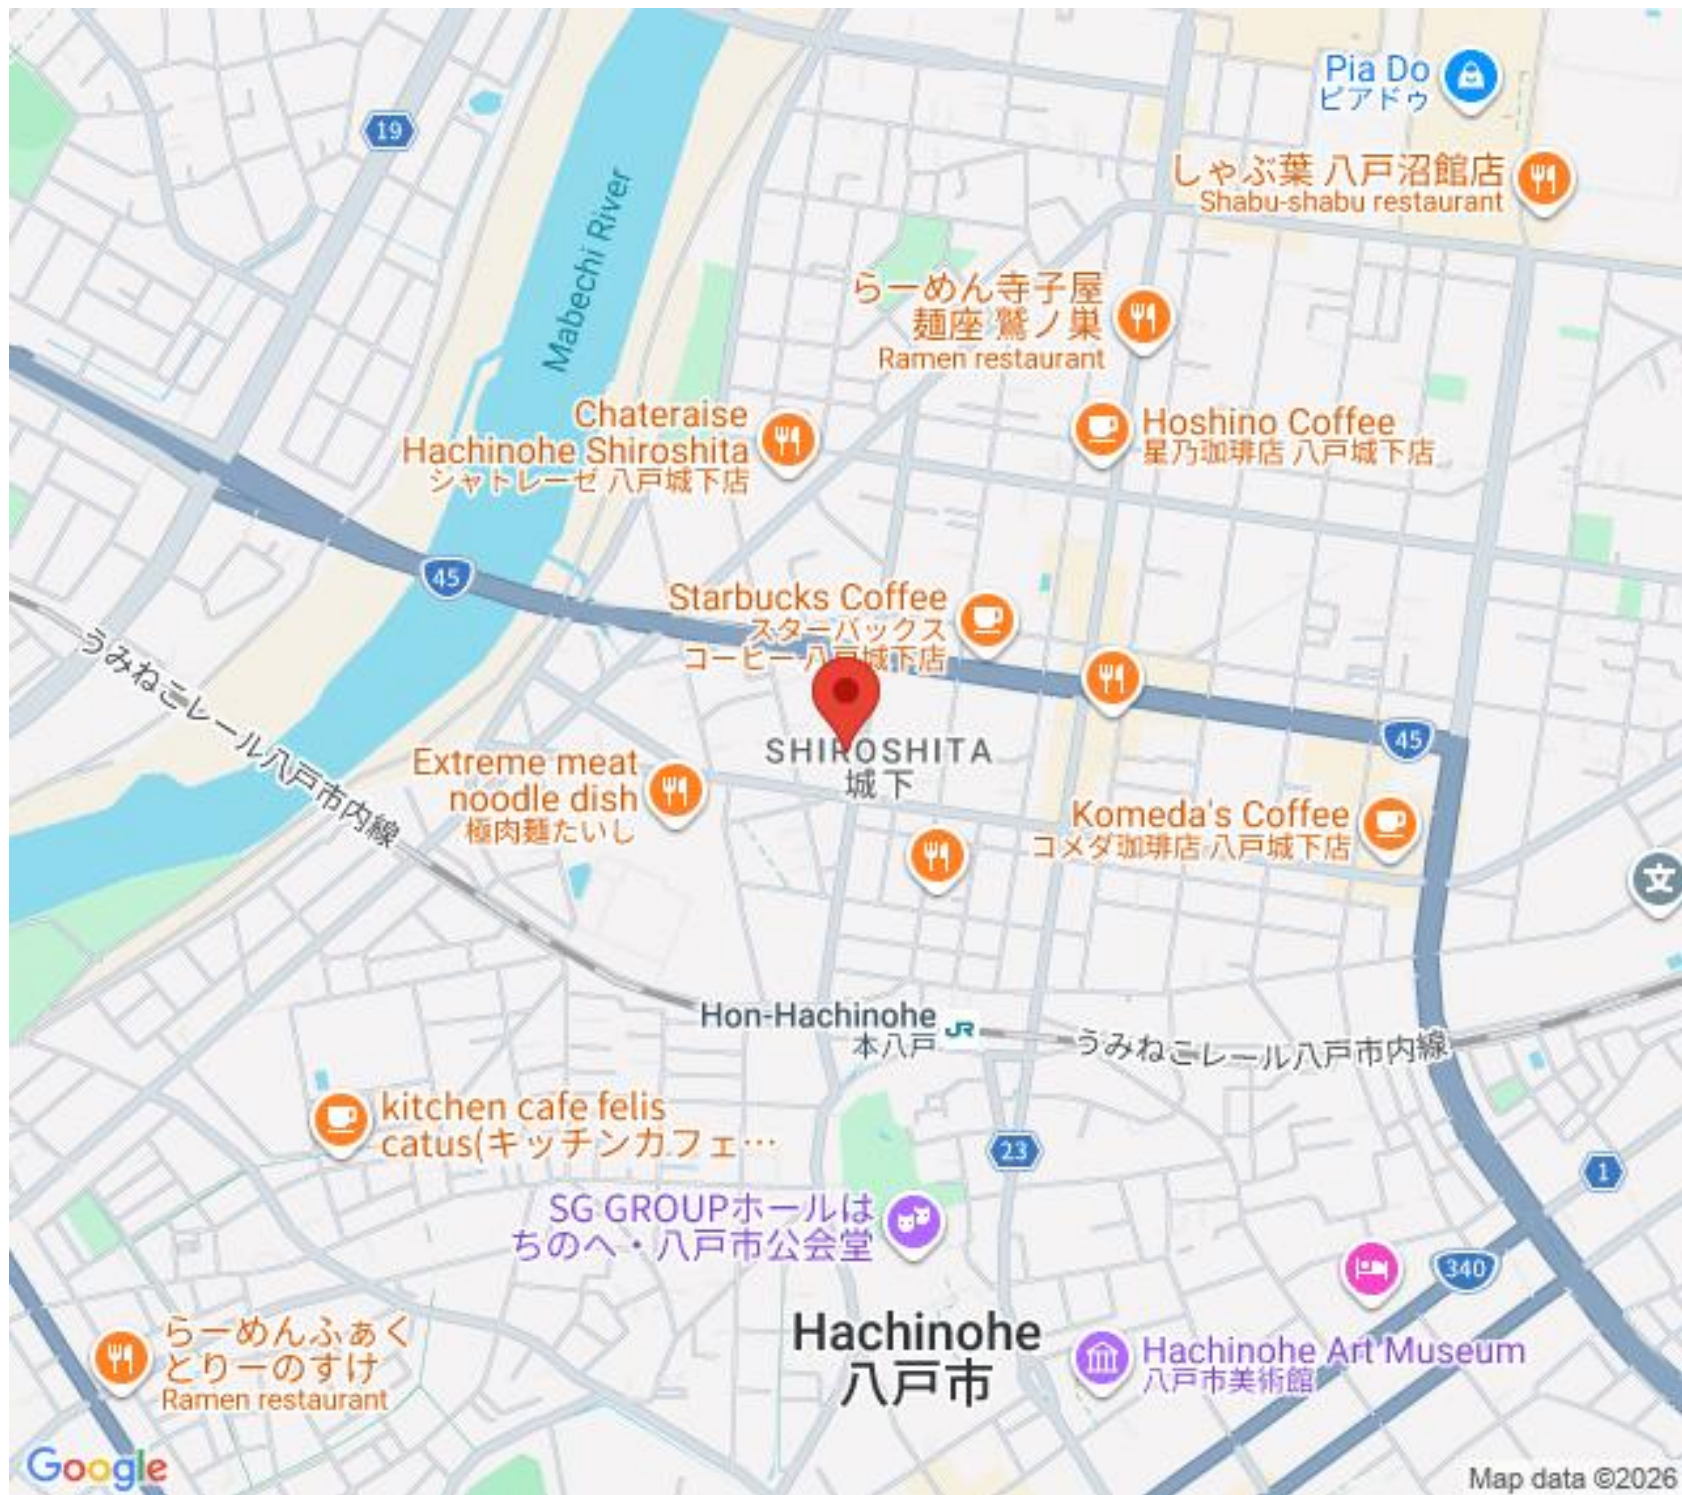 Pia Do
ピアドゥ
19
しゃぶ葉 八戸沼館店
Shabu-shabu restaurant
Mabechi River
らーめん寺子屋
麺座 鷲ノ巣
Ramen restaurant
Chateraise
Hachinohe Shiroshita
シャトレーゼ 八戸城下店
Hoshino Coffee
星乃珈琲店 八戸城下店
45
Starbucks Coffee
スターバックス
コーヒー 八戸城下店
うみねこレール八戸市内線
SHIROSHITA
城下
45
Extreme meat
noodle dish
極肉麺たいし
Komeda's Coffee
コメダ珈琲店 八戸城下店
文
Hon-Hachinohe
本八戸
JR
うみねこレール八戸市内線
kitchen cafe felis
catus(キッチンカフェ…
23
1
SG GROUPホールは
ちのへ・八戸市公会堂
340
らーめんふぁく
とりーのすけ
Ramen restaurant
Hachinohe
八戸市
Hachinohe Art Museum
八戸市美術館
Google
Map data ©2026